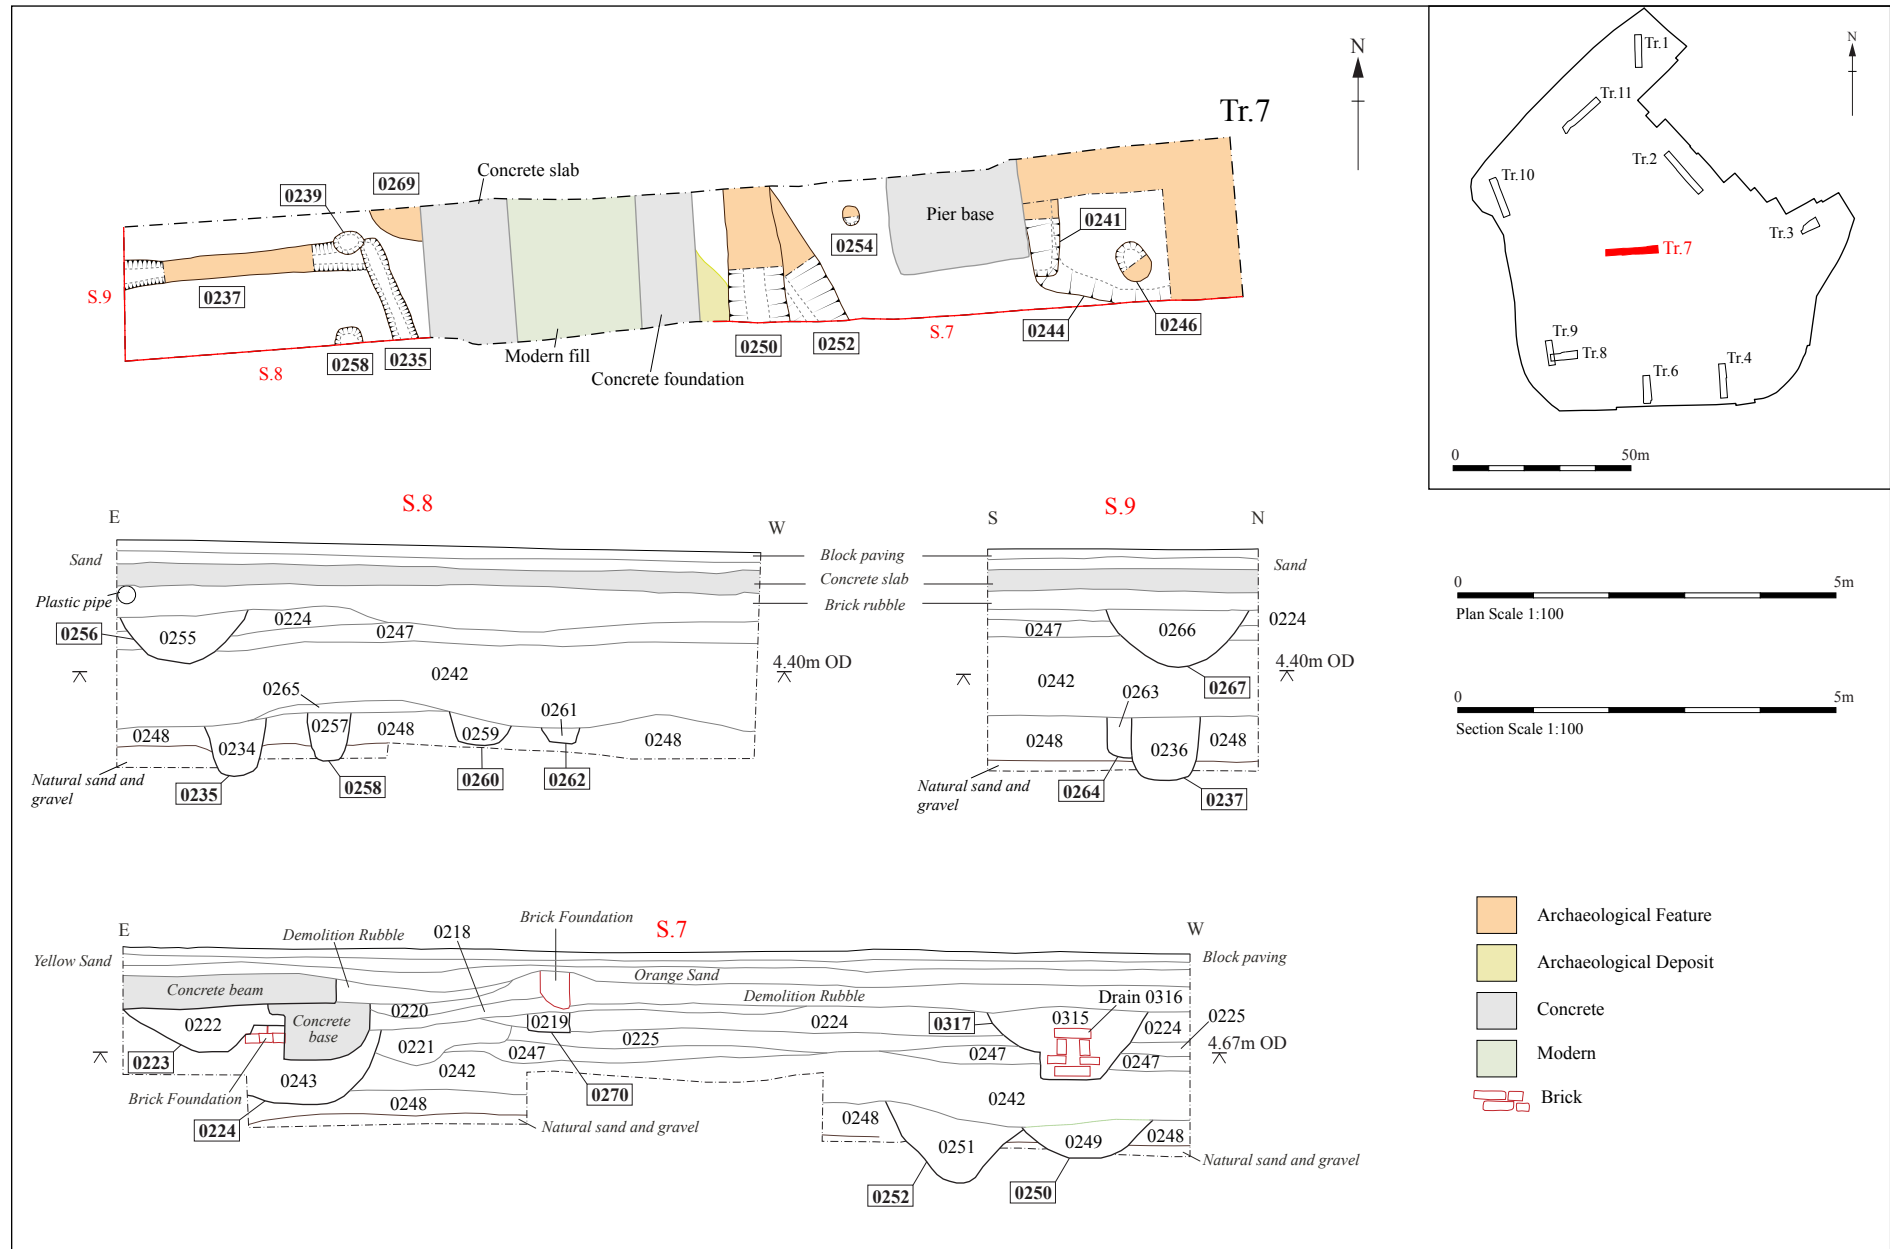 Tr.7
N
0239
0269
Concrete slab
Pier base
0254
0241
0237
S.9
S.8
0258
0235
Modern fill
Concrete foundation
0250
0252
S.7
0244
0246
N
Tr.1
Tr.11
Tr.2
Tr.10
Tr.3
Tr.7
Tr.9
Tr.8
Tr.6
Tr.4
0 50m
S.8
E
W
Sand
Plastic pipe
Block paving
Concrete slab
Brick rubble
0256
0255
0224
0247
4.40m OD
0242
0265
0257
0261
0248
0234
0248
0259
0248
Natural sand and
gravel
0235
0258
0260
0262
S.9
S
N
Sand
0224
0247
0266
4.40m OD
0242
0263
0267
0248
0236
0248
Natural sand and
gravel
0264
0237
0 5m
Plan Scale 1:100
0 5m
Section Scale 1:100
S.7
E
W
Yellow Sand
Demolition Rubble
0218
Brick Foundation
Block paving
Orange Sand
Concrete beam
Demolition Rubble
Drain 0316
0220
0222
Concrete
base
0219
0224
0317
0315
0224
0225
0221
0225
0247
0247
0247
4.67m OD
0223
0243
0242
0242
Brick Foundation
0270
0248
0224
Natural sand and gravel
0248
0251
0249
0248
Natural sand and gravel
0252
0250
Archaeological Feature
Archaeological Deposit
Concrete
Modern
Brick